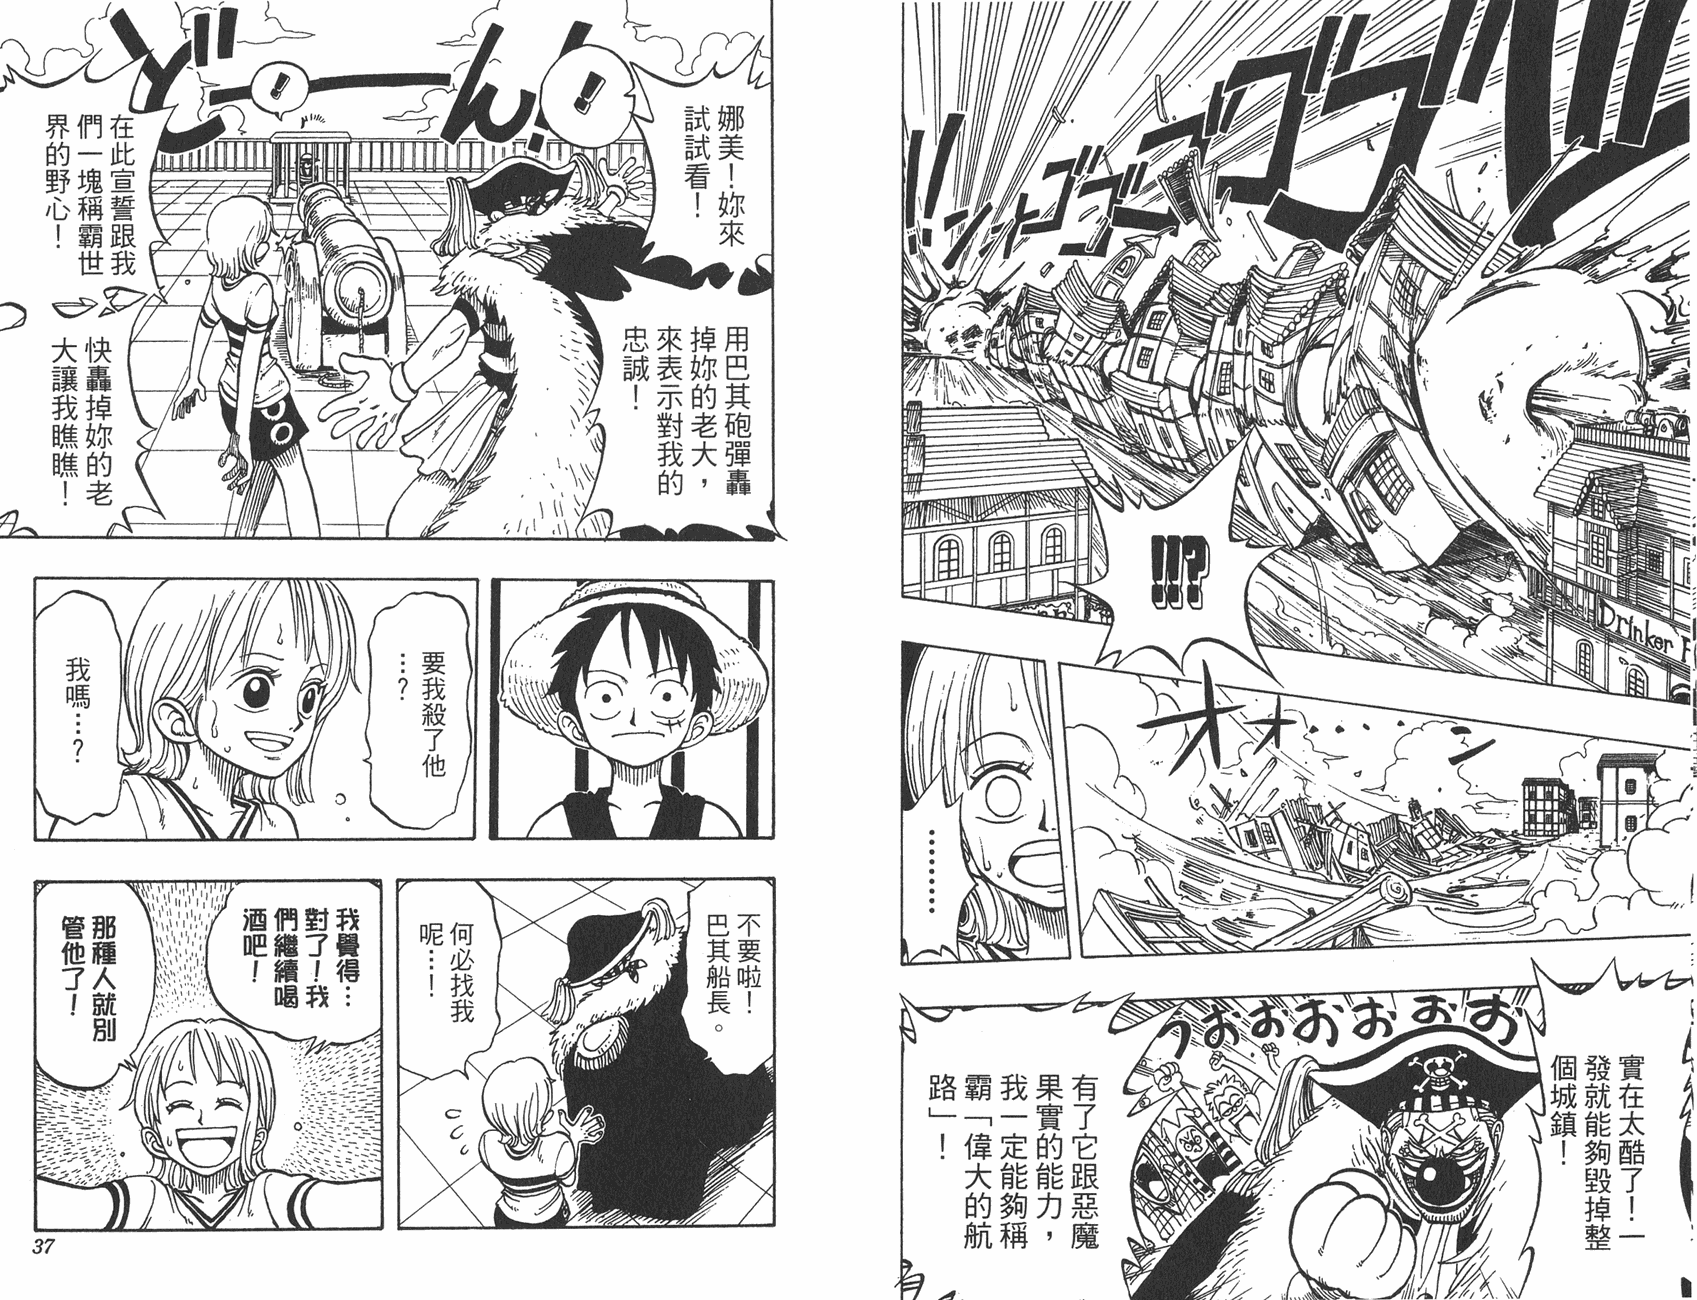 ゴゴゴゴゴ
ンント!!
!!!?
Drinker
オオ
………
實在太酷了！一
發就能夠毀掉整
個城鎮！
うおおおおおお
有了它跟惡魔
果實的能力，
我一定能夠稱
霸「偉大的航
路」！
娜美！妳來
試試看！
用巴其砲彈轟
掉妳的老大，
來表示對我的
忠誠！
どーん!!
!
!
在此宣誓跟我
們一塊稱霸世
界的野心！
快轟掉妳的老
大讓我瞧瞧！
要我殺了他
…？
我嗎…？
不要啦！
巴其船長。
何必找我
呢…！
我覺得…
對了！我
們繼續喝
酒吧！
那種人就別
管他了！
37